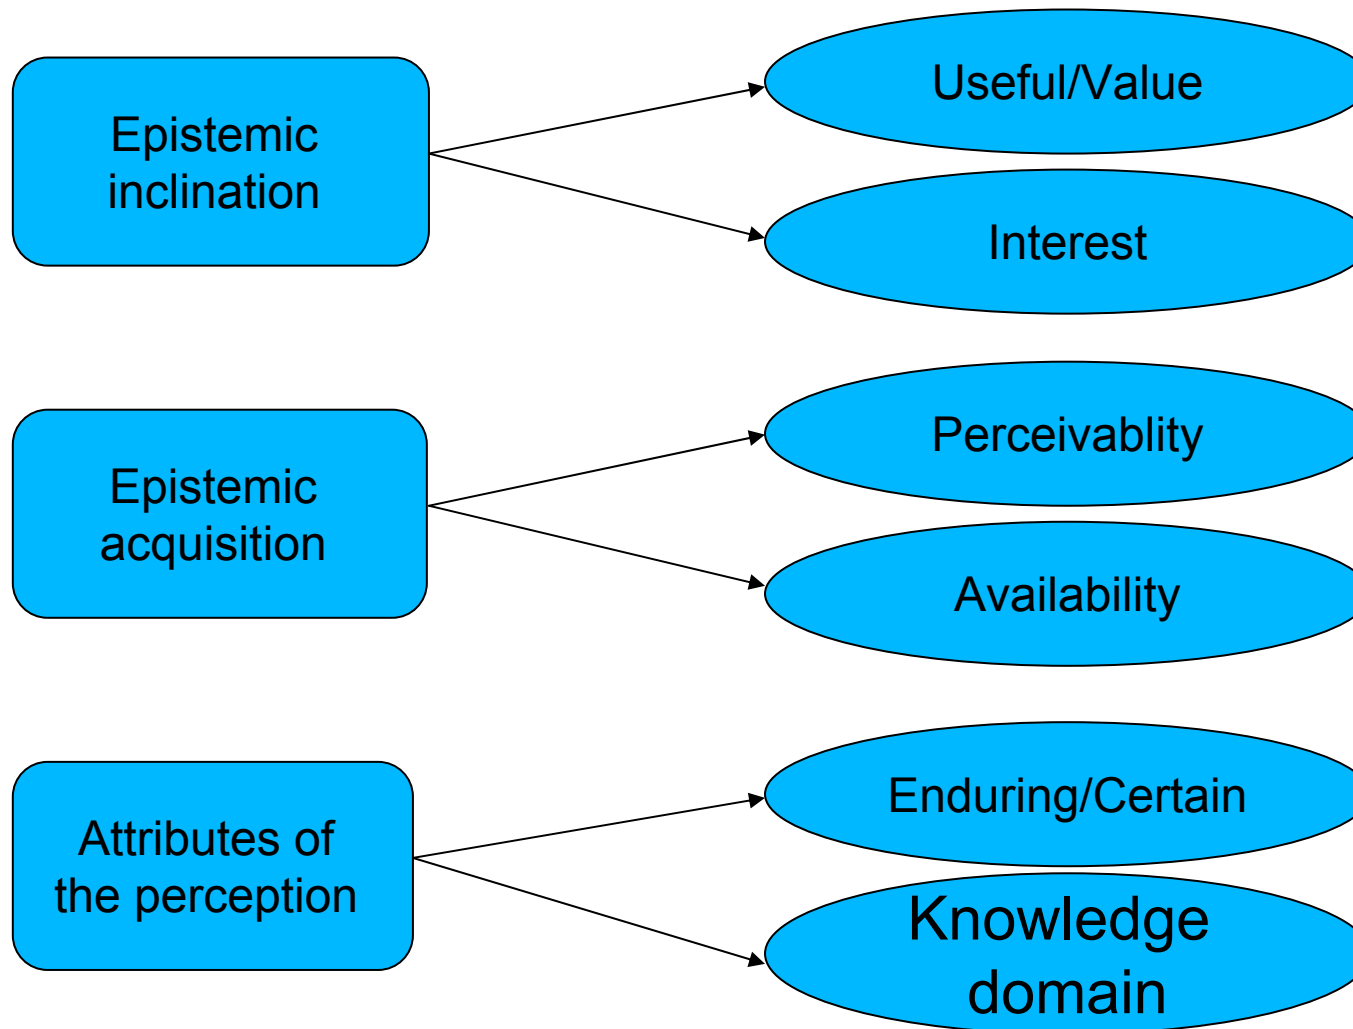 Epistemic
inclination
Useful/Value
Interest
Epistemic
acquisition
Perceivablity
Availability
Attributes of
the perception
Enduring/Certain
Knowledge
domain